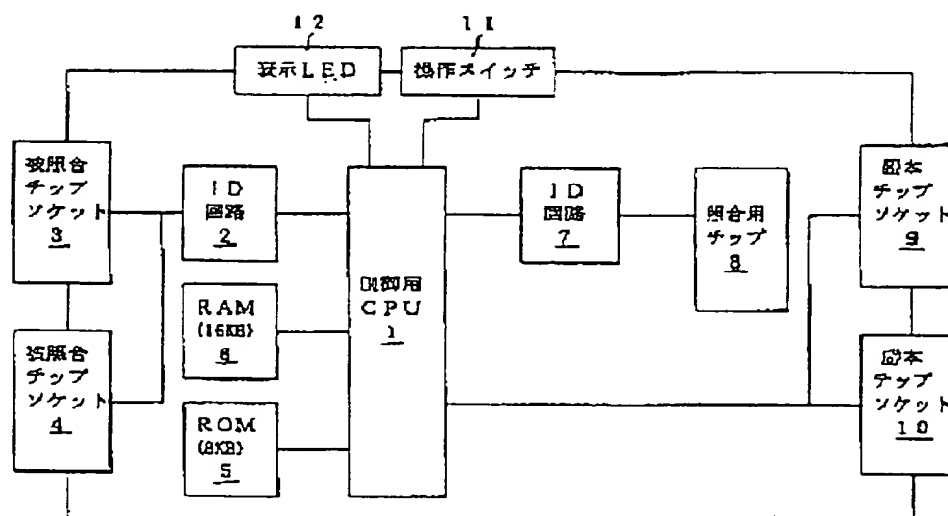 12
11
表示LED
操作スイッチ
被照合
チップ
ソケット
3
ID
回路
2
制御用
CPU
1
ID
回路
7
照合用
チップ
8
チップ
ソケット
9
RAM
(16KB)
6
被照合
チップ
ソケット
4
ROM
(8KB)
5
チップ
ソケット
10